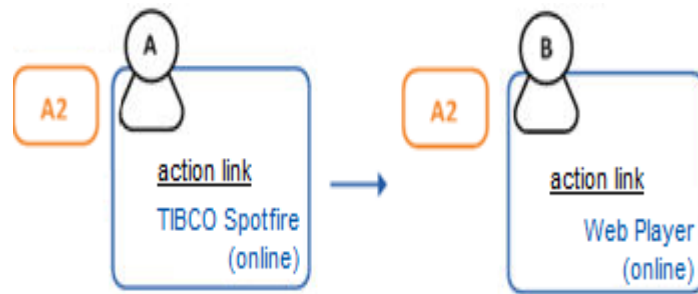 A
A2
action link
TIBCO Spotfire
(online)
B
A2
action link
Web Player
(online)